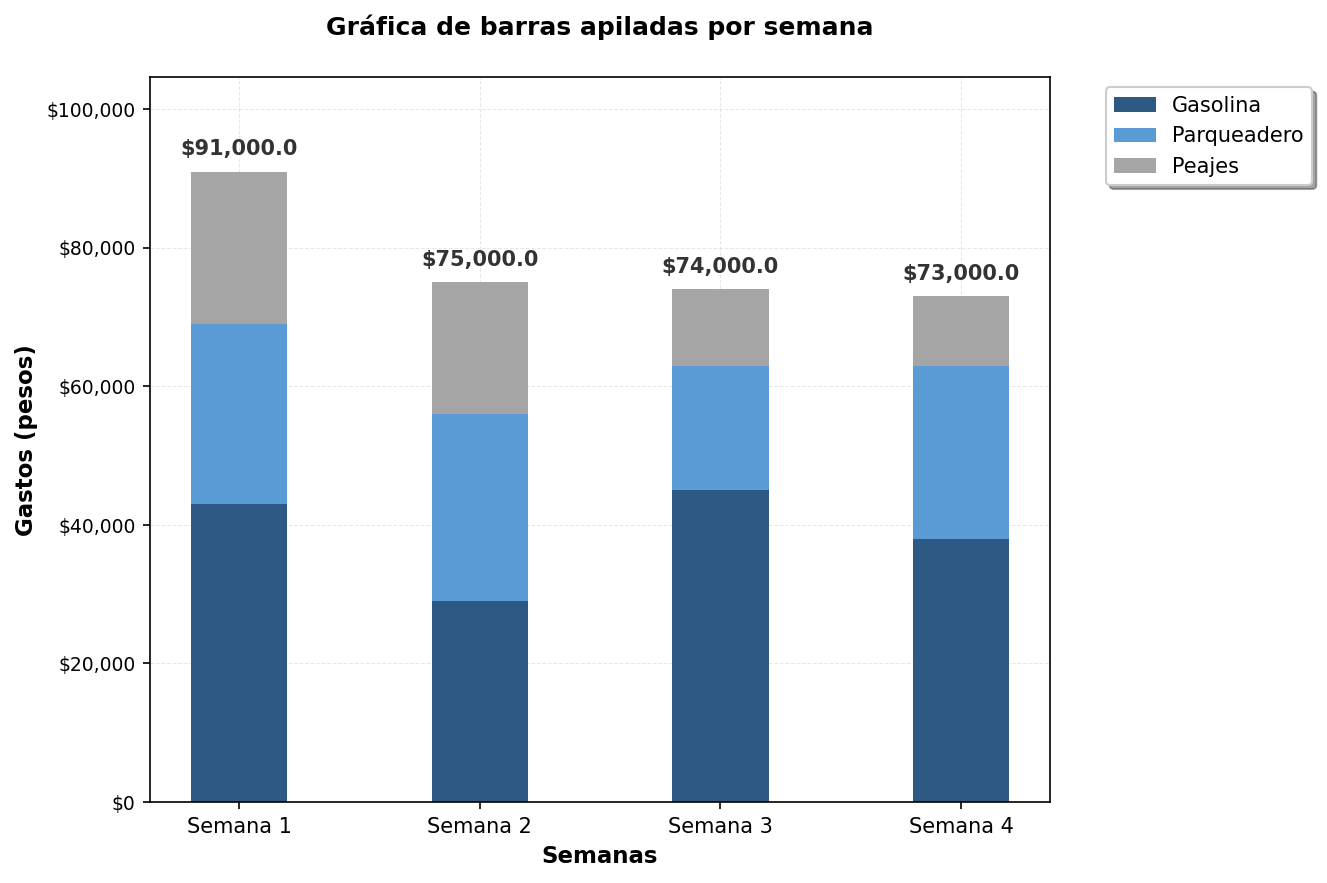 Gráfica de barras apiladas por semana
Gastos (pesos)
$100,000
$80,000
$60,000
$40,000
$20,000
$0
$91,000.0
$75,000.0
$74,000.0
$73,000.0
Semana 1
Semana 2
Semana 3
Semana 4
Semanas
Gasolina
Parqueadero
Peajes